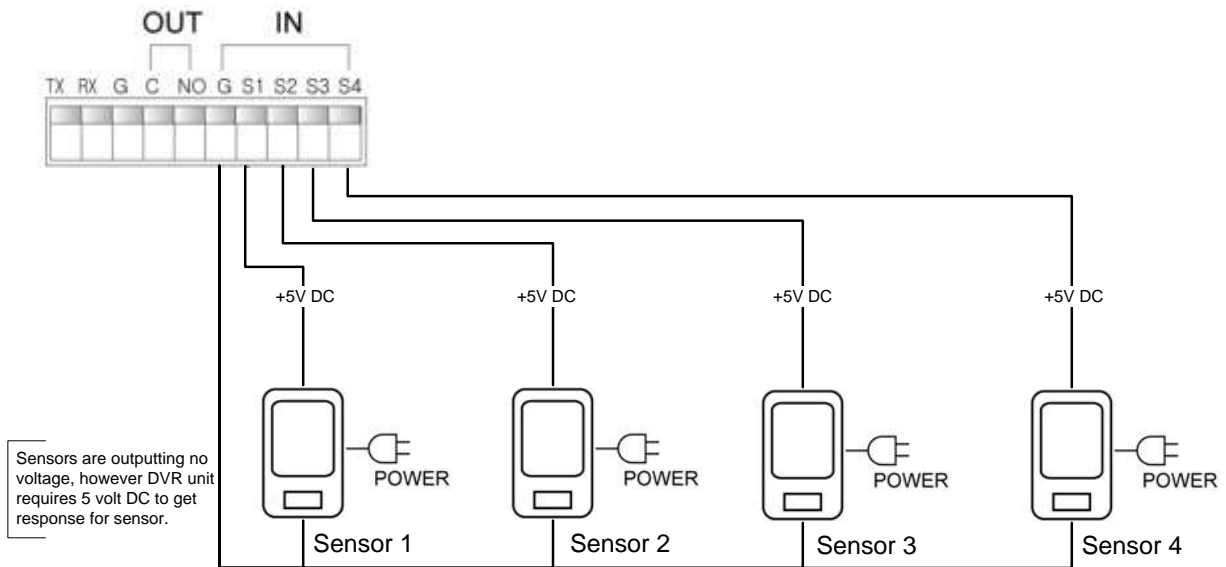 OUT IN
TX RX G C NO G S1 S2 S3 S4
+5V DC +5V DC +5V DC +5V DC
Sensors are outputting no
voltage, however DVR unit
requires 5 volt DC to get
response for sensor.
POWER POWER POWER POWER
Sensor 1 Sensor 2 Sensor 3 Sensor 4